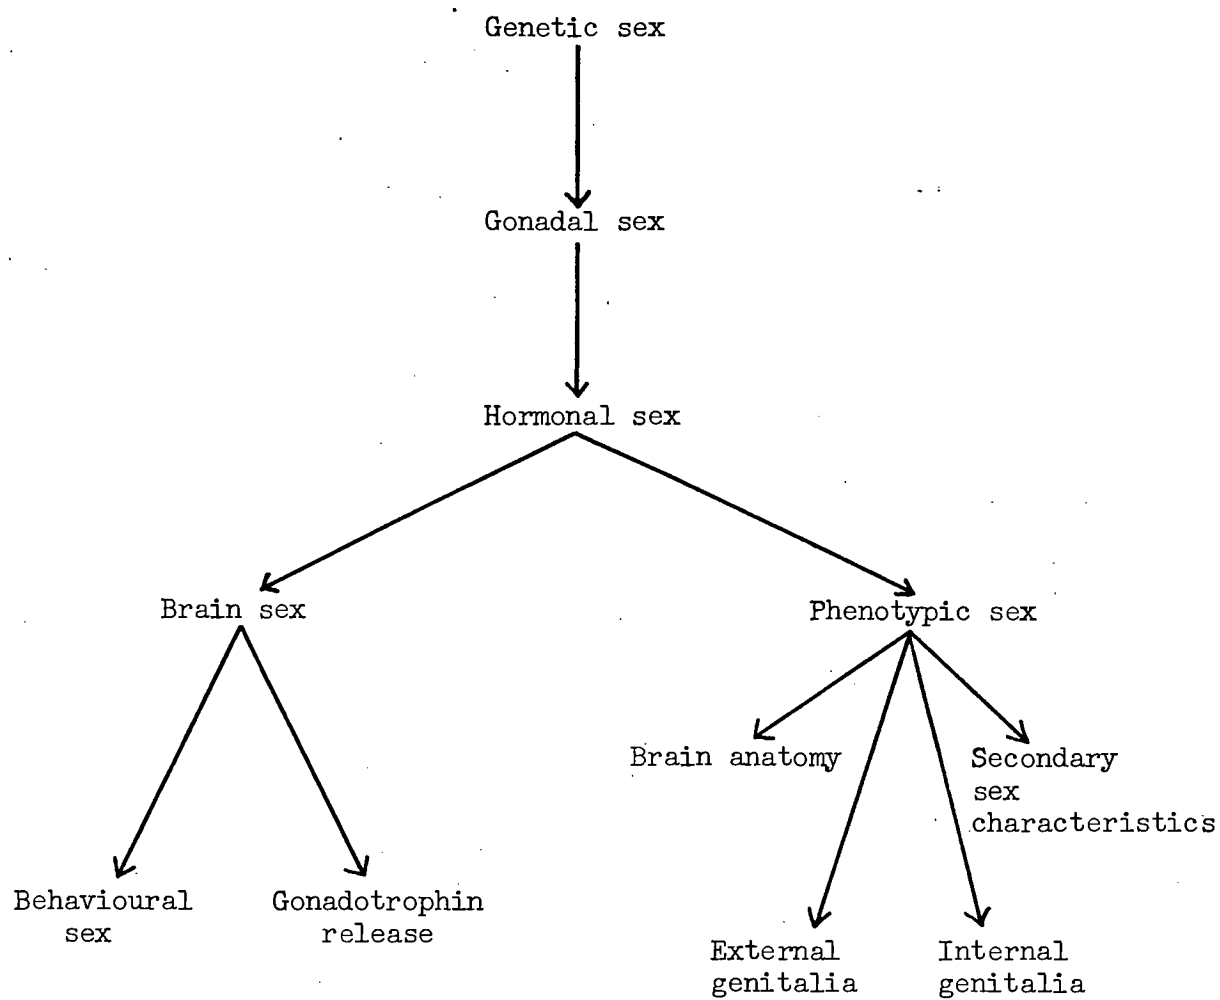 Genetic sex
Gonadal sex
Hormonal sex
Brain sex
Phenotypic sex
Brain anatomy
Secondary
sex
characteristics
Behavioural
sex
Gonadotrophin
release
External
genitalia
Internal
genitalia